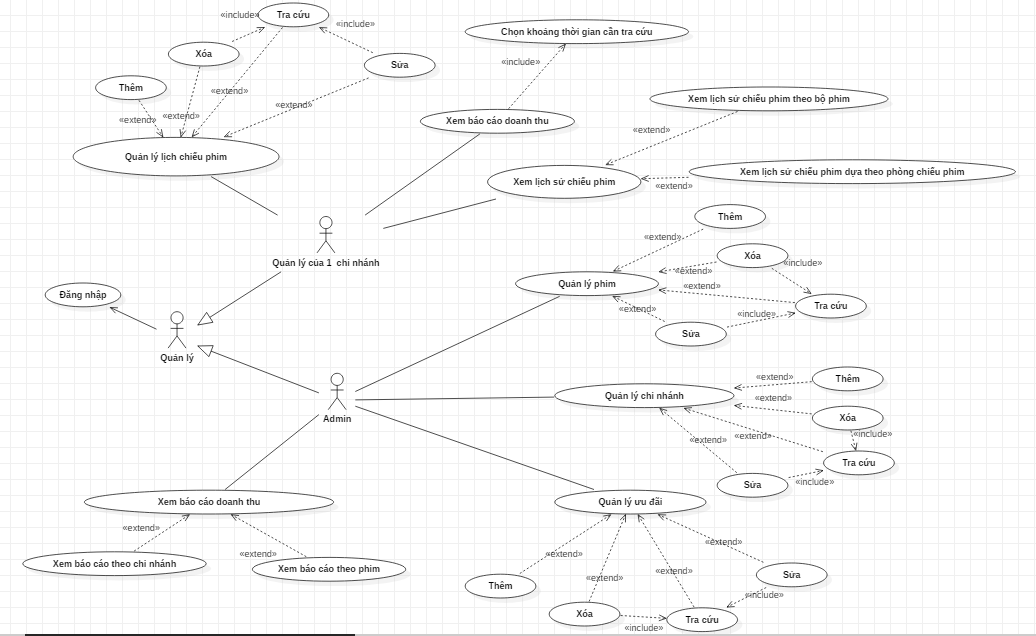 Tra cứu
«include»
«include»
Chọn khoảng thời gian cần tra cứu
Xóa
Sửa
«include»
Thêm
«extend»
«extend»
Xem lịch sử chiếu phim theo bộ phim
«extend»
«extend»
Xem báo cáo doanh thu
«extend»
Quản lý lịch chiếu phim
Xem lịch sử chiếu phim dựa theo phòng chiếu phim
Xem lịch sử chiếu phim
«extend»
Thêm
«extend»
Quản lý của 1 chi nhánh
Xóa
«include»
«extend»
Quản lý phim
«extend»
Đăng nhập
«extend»
Tra cứu
«include»
Sửa
Quản lý
«extend»
Thêm
Quản lý chi nhánh
«extend»
Admin
Xóa
«include»
«extend»
«extend»
Tra cứu
«include»
Sửa
Xem báo cáo doanh thu
Quản lý ưu đãi
«extend»
«extend»
«extend»
«extend»
Xem báo cáo theo chi nhánh
Xem báo cáo theo phim
«extend»
«extend»
Sửa
Thêm
«include»
Xóa
Tra cứu
«include»